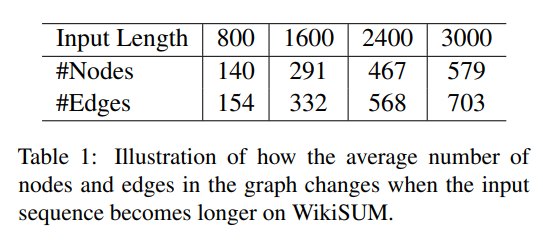 Input Length 800 1600 2400 3000
#Nodes 140 291 467 579
#Edges 154 332 568 703
Table 1: Illustration of how the average number of
nodes and edges in the graph changes when the input
sequence becomes longer on WikiSUM.